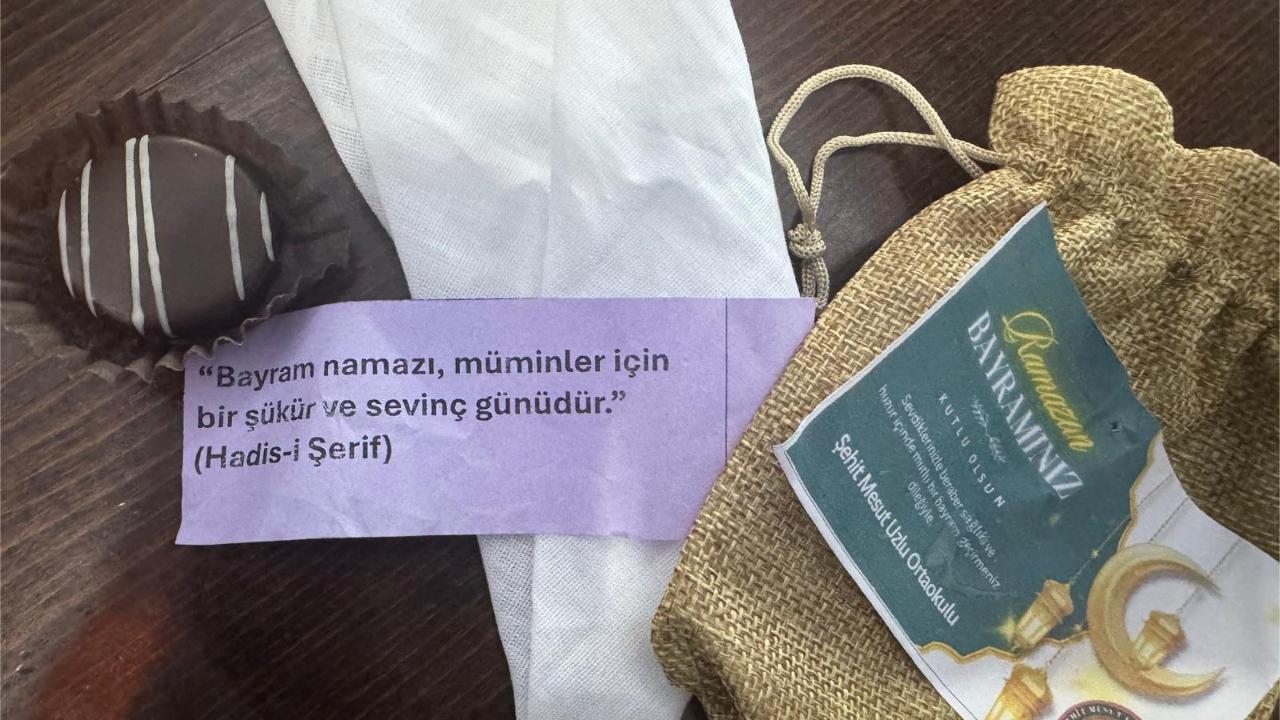 “Bayram namazı, müminler için
bir şükür ve sevinç günüdür.”
(Hadis-i Şerif)
Ramazan
BAYRAMINIZ
KUTLU OLSUN
Sevdiklerinizle beraber sağlık ve
huzur içinde mutlu bir bayram geçirmeniz
dileğiyle.
Şehit Mesut Uzlu Ortaokulu